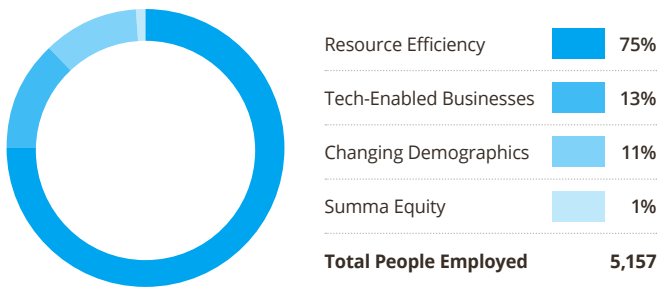 Resource Efficiency 75%
Tech-Enabled Businesses 13%
Changing Demographics 11%
Summa Equity 1%
Total People Employed 5,157